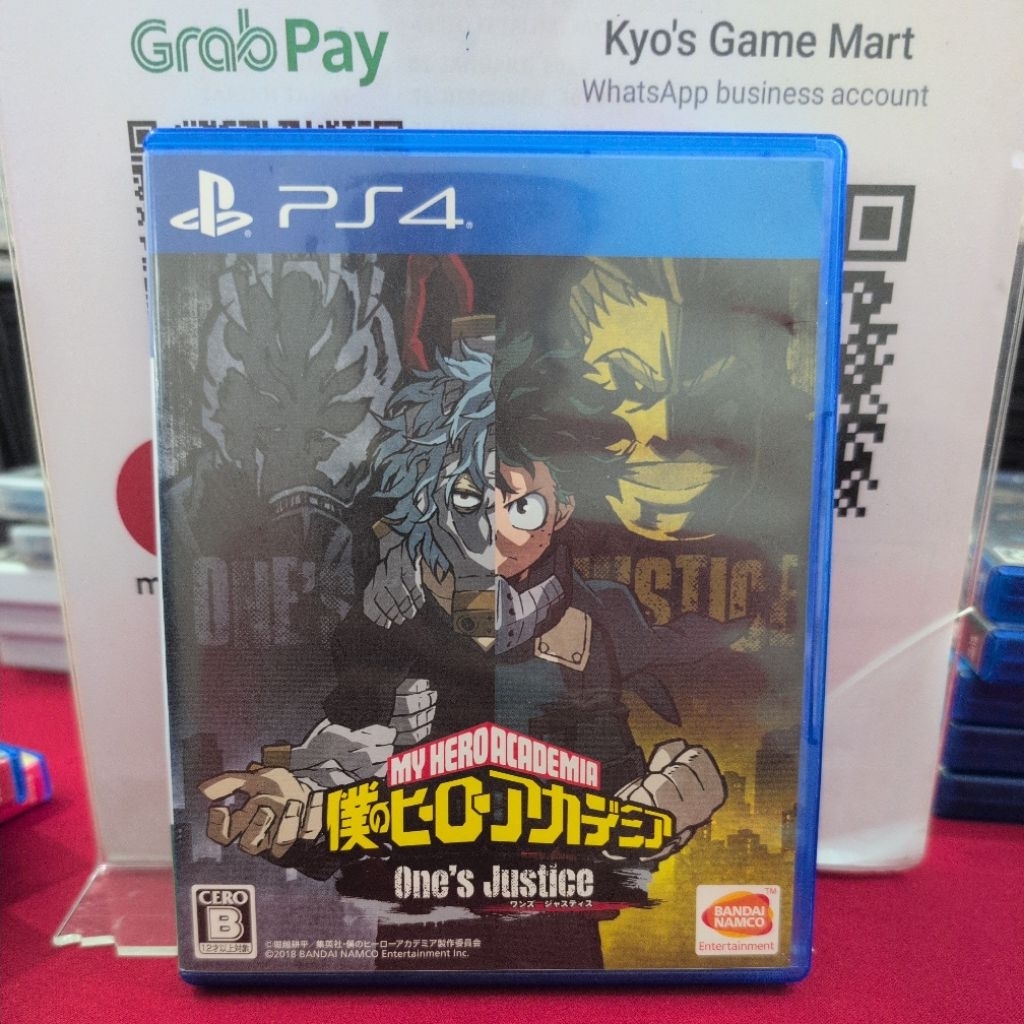 GrabPay
Kyo's Game Mart
WhatsApp business account
PS4
ONE'S JUSTICE
MY HERO ACADEMIA
僕のヒーローアカデミア
One's Justice
ワンズ ジャスティス
CERO
B
12才以上対象
©堀越耕平／集英社・僕のヒーローアカデミア製作委員会
©2018 BANDAI NAMCO Entertainment Inc.
BANDAI
NAMCO
Entertainment
TM